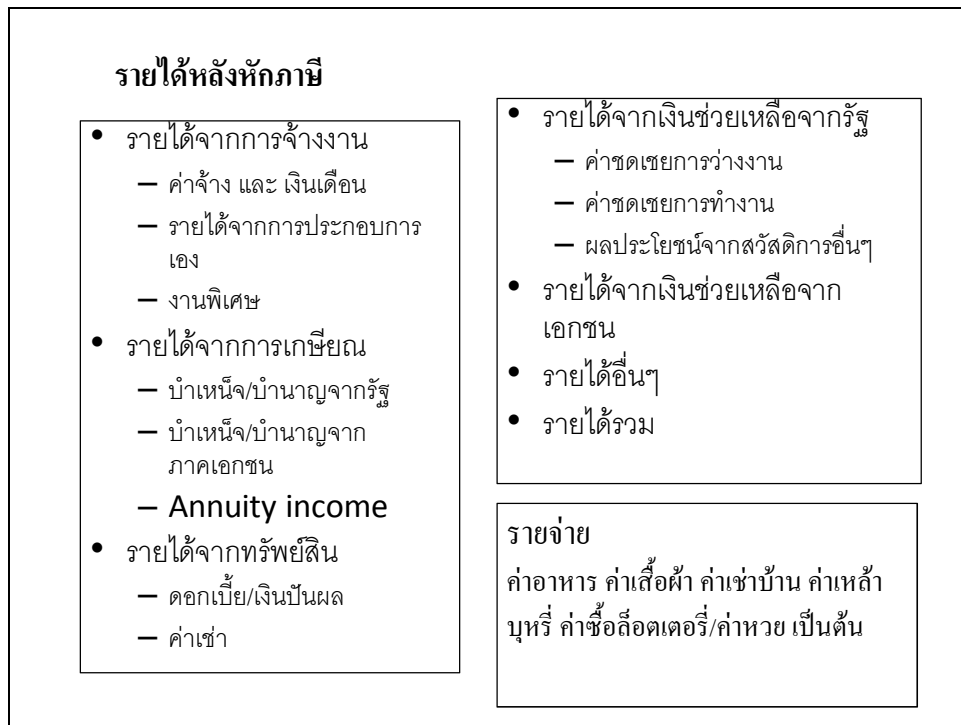 รายได้หลังหักภาษี
• รายได้จากการจ้างงาน
– ค่าจ้าง และ เงินเดือน
– รายได้จากการประกอบการ
เอง
– งานพิเศษ
• รายได้จากการเกษียณ
– บำเหน็จ/บำนาญจากรัฐ
– บำเหน็จ/บำนาญจาก
ภาคเอกชน
– Annuity income
• รายได้จากทรัพย์สิน
– ดอกเบี้ย/เงินปันผล
– ค่าเช่า
• รายได้จากเงินช่วยเหลือจากรัฐ
– ค่าชดเชยการว่างงาน
– ค่าชดเชยการทำงาน
– ผลประโยชน์จากสวัสดิการอื่นๆ
• รายได้จากเงินช่วยเหลือจาก
เอกชน
• รายได้อื่นๆ
• รายได้รวม
รายจ่าย
ค่าอาหาร ค่าเสื้อผ้า ค่าเช่าบ้าน ค่าเหล้า
บุหรี่ ค่าซื้อล็อตเตอรี่/ค่าหวย เป็นต้น